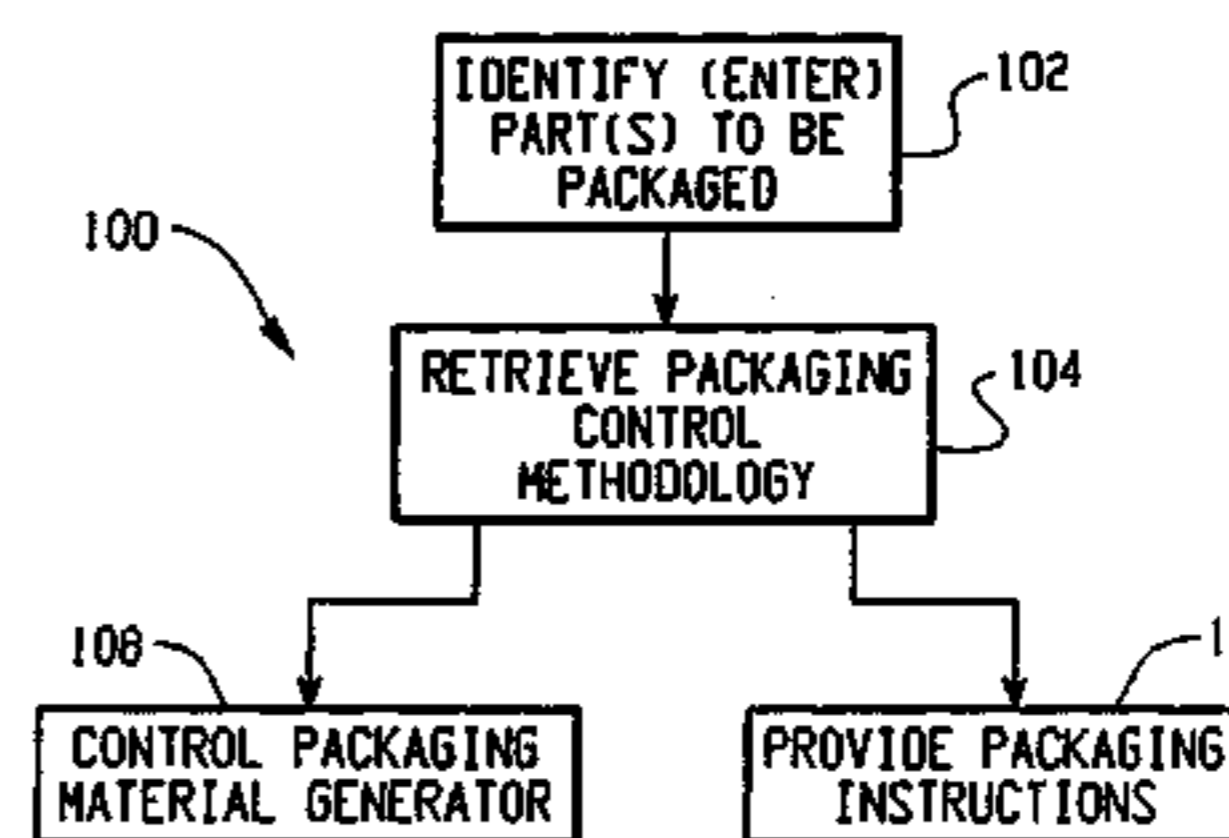 IDENTIFY (ENTER)
PART(S) TO BE
PACKAGED
102
100
RETRIEVE PACKAGING
CONTROL
METHODOLOGY
104
108
CONTROL PACKAGING
MATERIAL GENERATOR
PROVIDE PACKAGING
INSTRUCTIONS